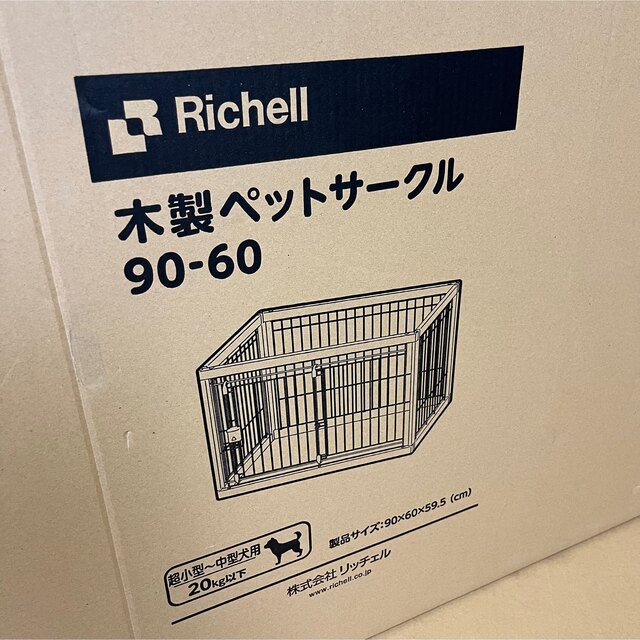 Richell
木製ペットサークル
90-60
超小型〜中型犬用
20kg以下
製品サイズ:90×60×59.5 (cm)
株式会社 リッチェル
www.richell.co.jp